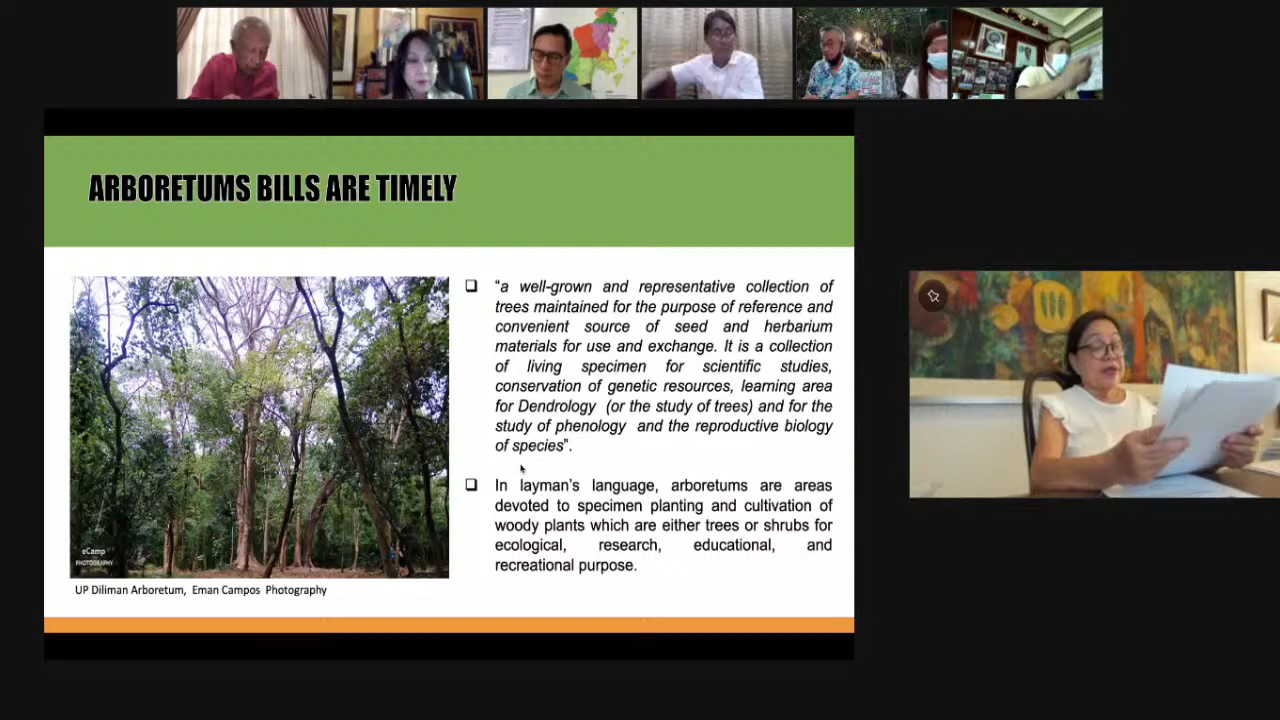 ARBORETUMS BILLS ARE TIMELY
“a well-grown and representative collection of
trees maintained for the purpose of reference and
convenient source of seed and herbarium
materials for use and exchange. It is a collection
of living specimen for scientific studies,
conservation of genetic resources, learning area
for Dendrology (or the study of trees) and for the
study of phenology and the reproductive biology
of species”.
In layman’s language, arboretums are areas
devoted to specimen planting and cultivation of
woody plants which are either trees or shrubs for
ecological, research, educational, and
recreational purpose.
eCamp
PHOTOGRAPHY
UP Diliman Arboretum, Eman Campos Photography